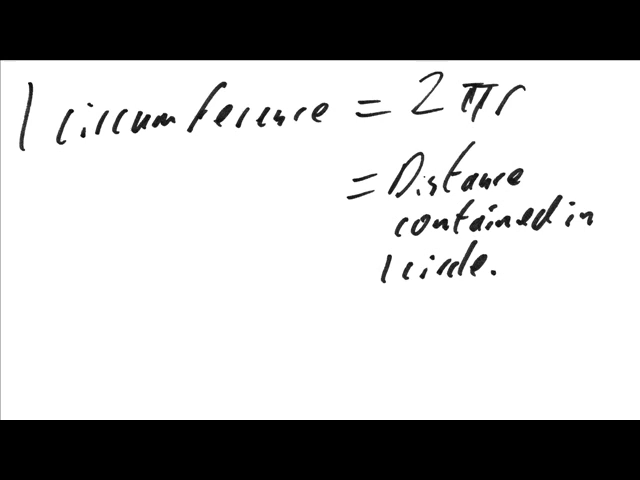 1 circumference = 2πr
= Distance
contained in
1 circle.